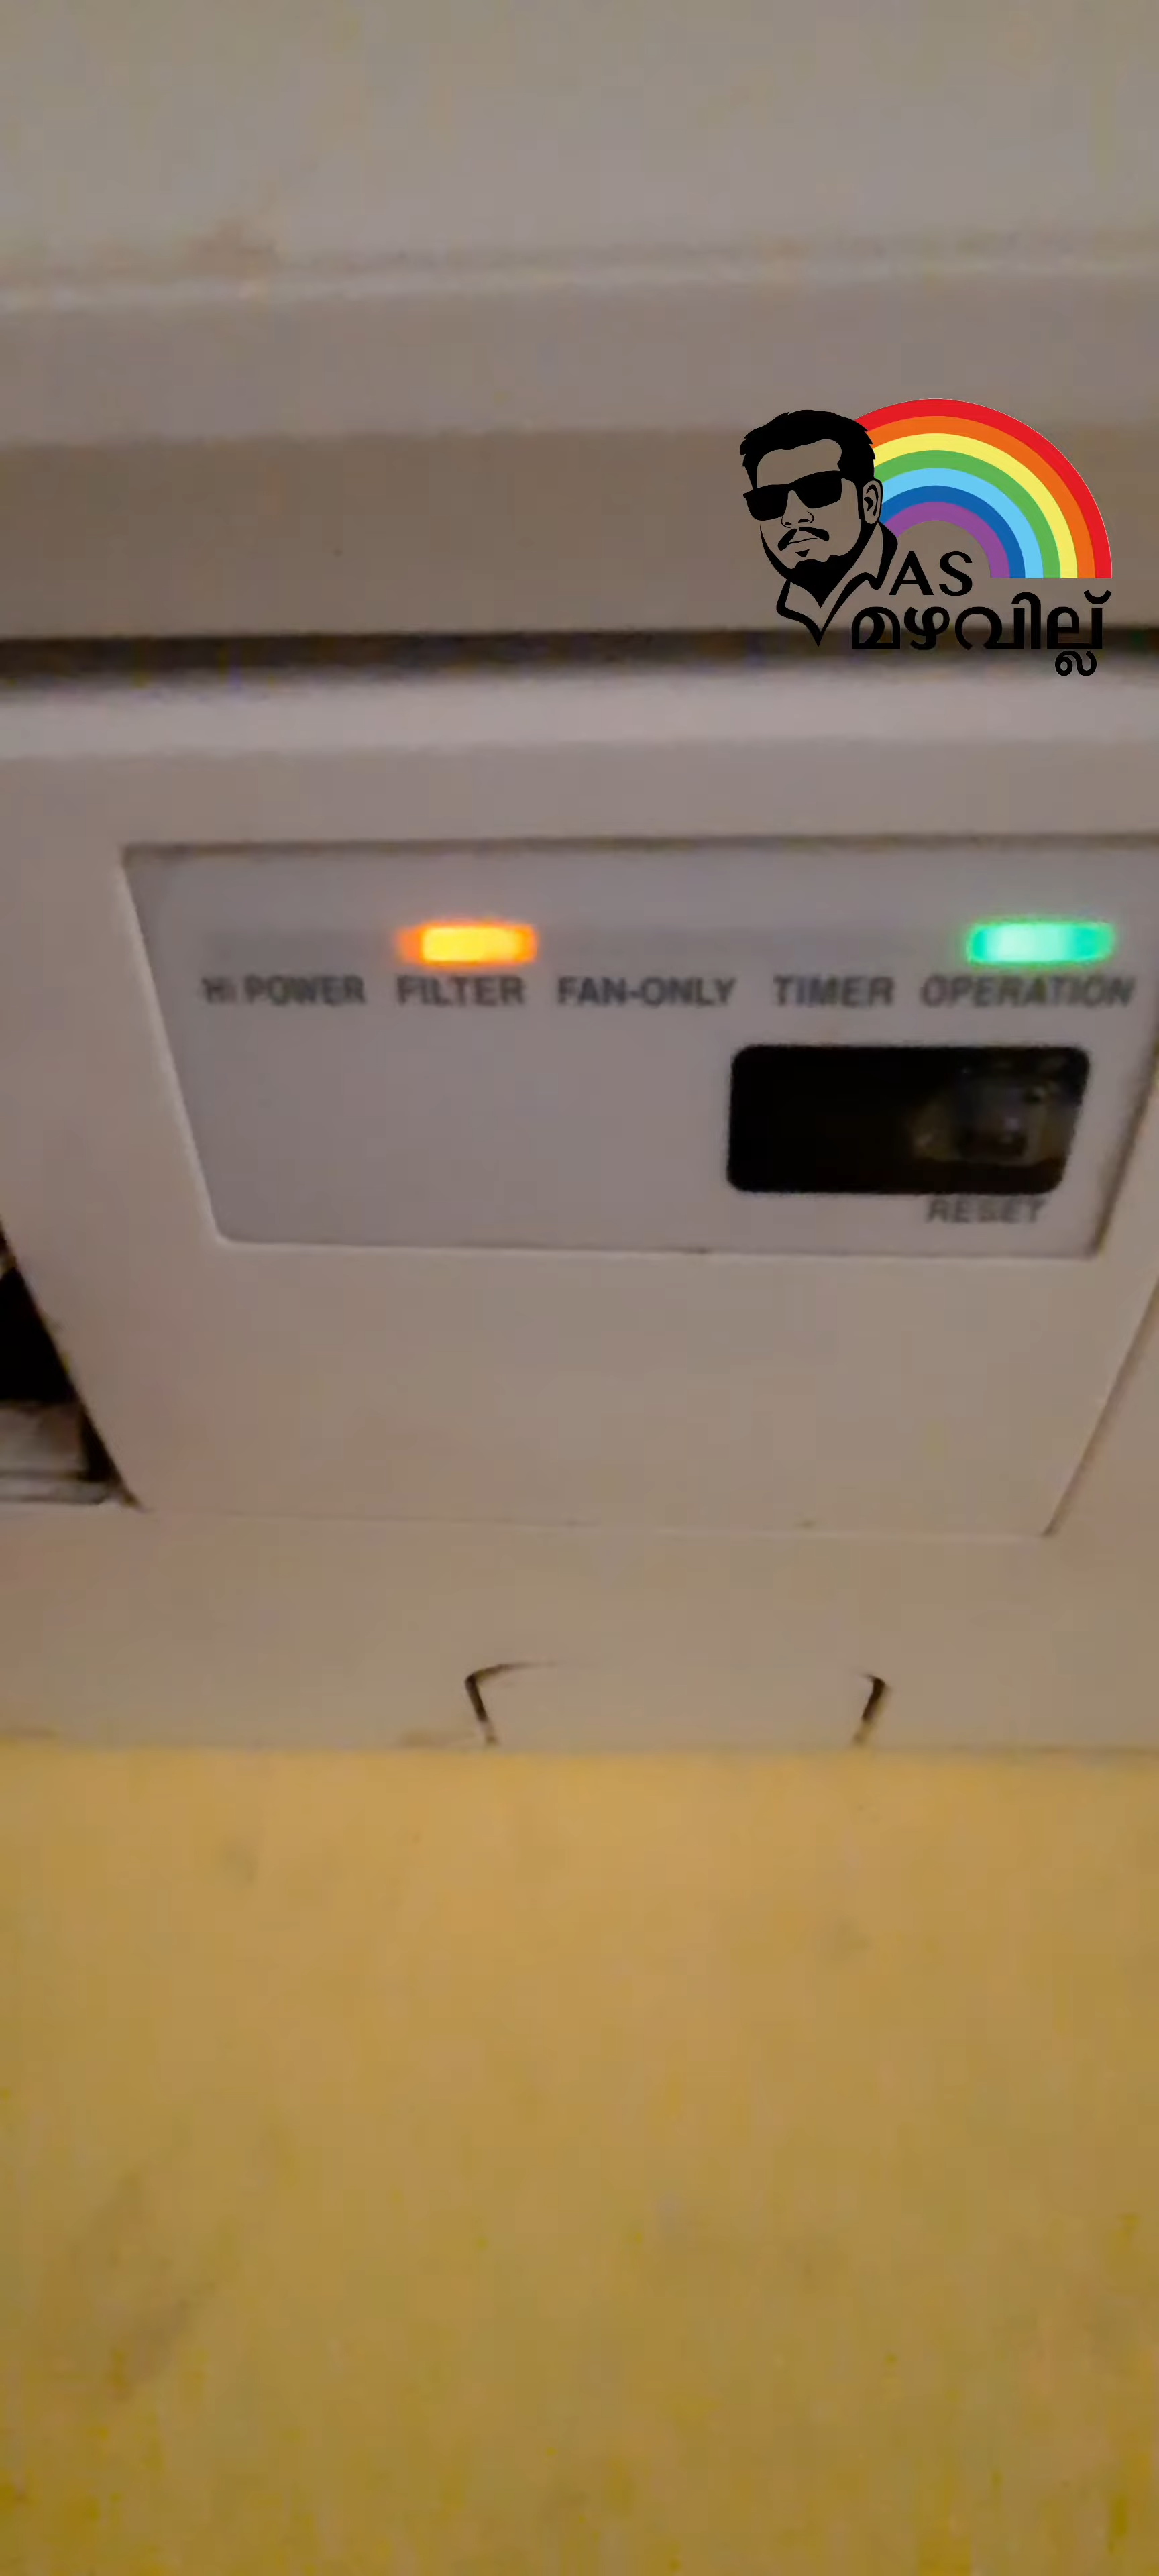 AS
മഴവില്ല്
Hi POWER FILTER FAN-ONLY TIMER OPERATION
RESET